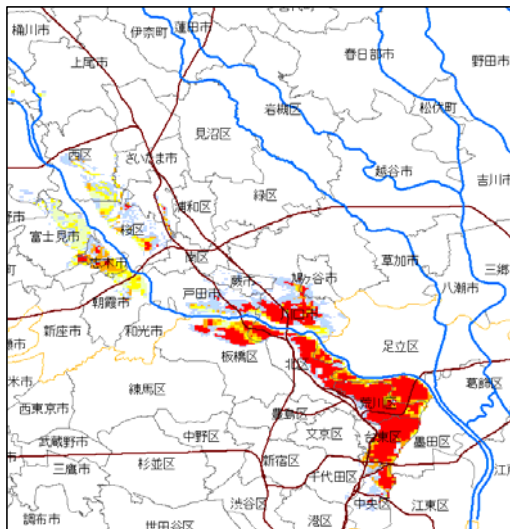 桶川市
伊奈町
蓮田市
上尾市
春日部市
野田市
松伏町
岩槻区
見沼区
西区
さいたま市
越谷市
吉川市
緑区
浦和区
桜区
富士見市
南区
草加市
三郷
志木市
蕨市
鳩ヶ谷市
八潮市
戸田市
朝霞市
川口市
新座市
和光市
足立区
板橋区
北区
葛飾区
練馬区
荒川区
西東京市
豊島区
文京区
台東区
墨田区
武蔵野市
中野区
三鷹市
杉並区
新宿区
千代田区
渋谷区
中央区
江東区
港区
調布市
世田谷区